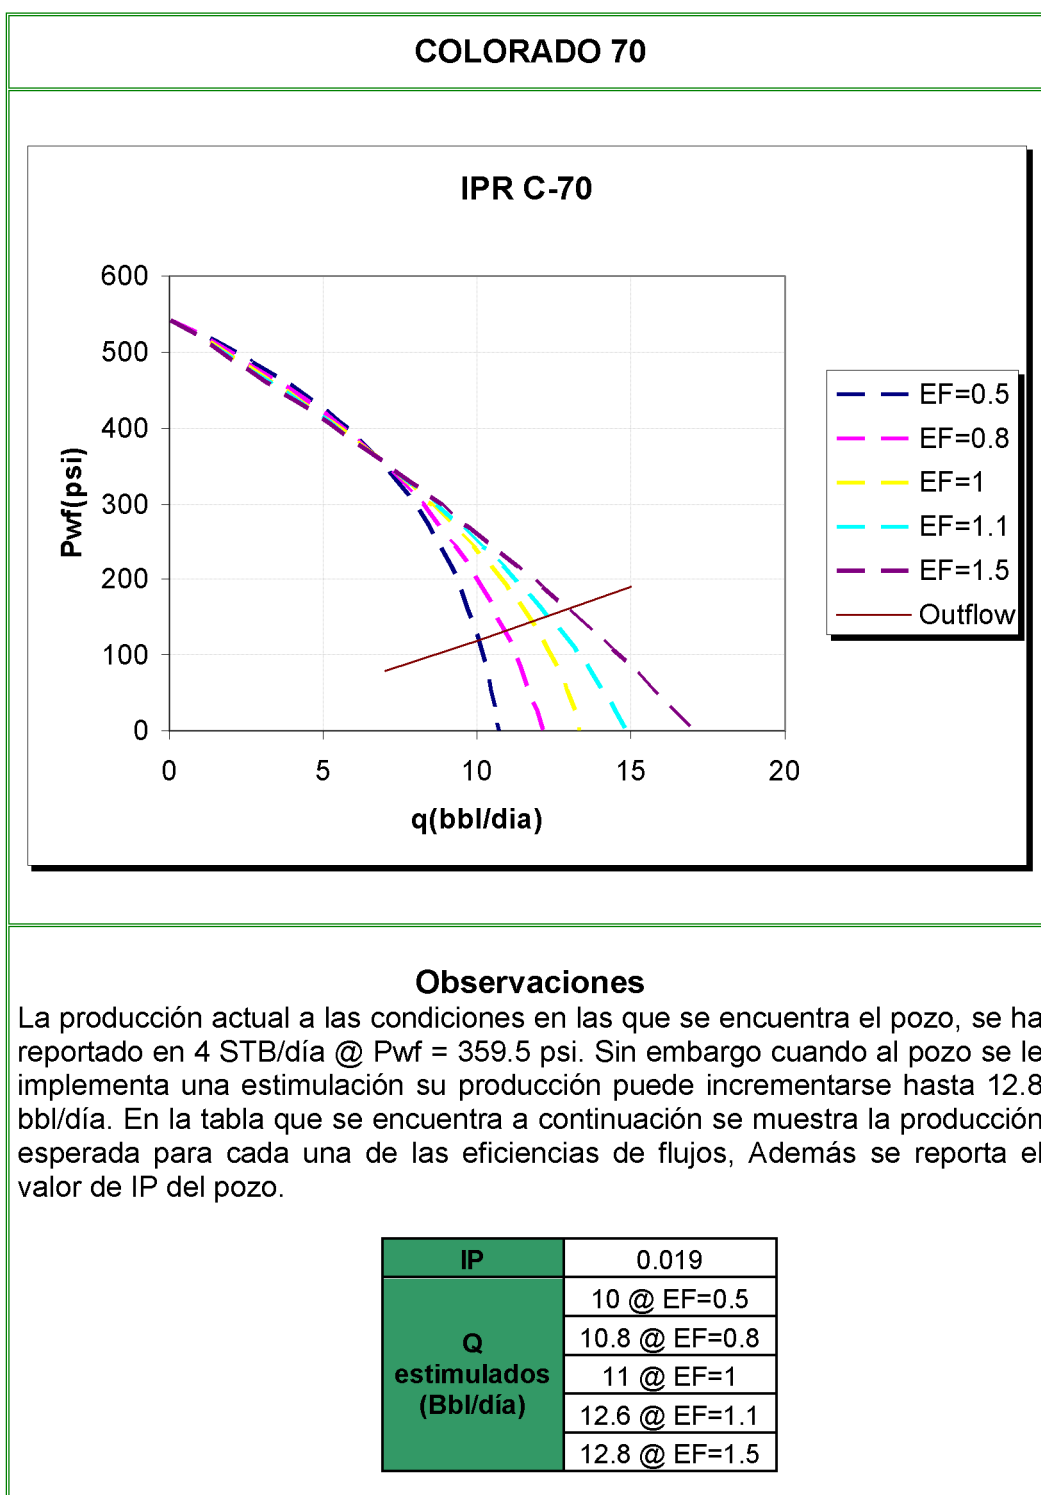 COLORADO 70
IPR C-70
600
500
400
300
200
100
0
Pwf(psi)
0 5 10 15 20
q(bbl/dia)
EF=0.5
EF=0.8
EF=1
EF=1.1
EF=1.5
Outflow
Observaciones
La producción actual a las condiciones en las que se encuentra el pozo, se ha
reportado en 4 STB/día @ Pwf = 359.5 psi. Sin embargo cuando al pozo se le
implementa una estimulación su producción puede incrementarse hasta 12.8
bbl/día. En la tabla que se encuentra a continuación se muestra la producción
esperada para cada una de las eficiencias de flujos, Además se reporta el
valor de IP del pozo.
IP 0.019
Q
estimulados
(Bbl/día)
10 @ EF=0.5
10.8 @ EF=0.8
11 @ EF=1
12.6 @ EF=1.1
12.8 @ EF=1.5